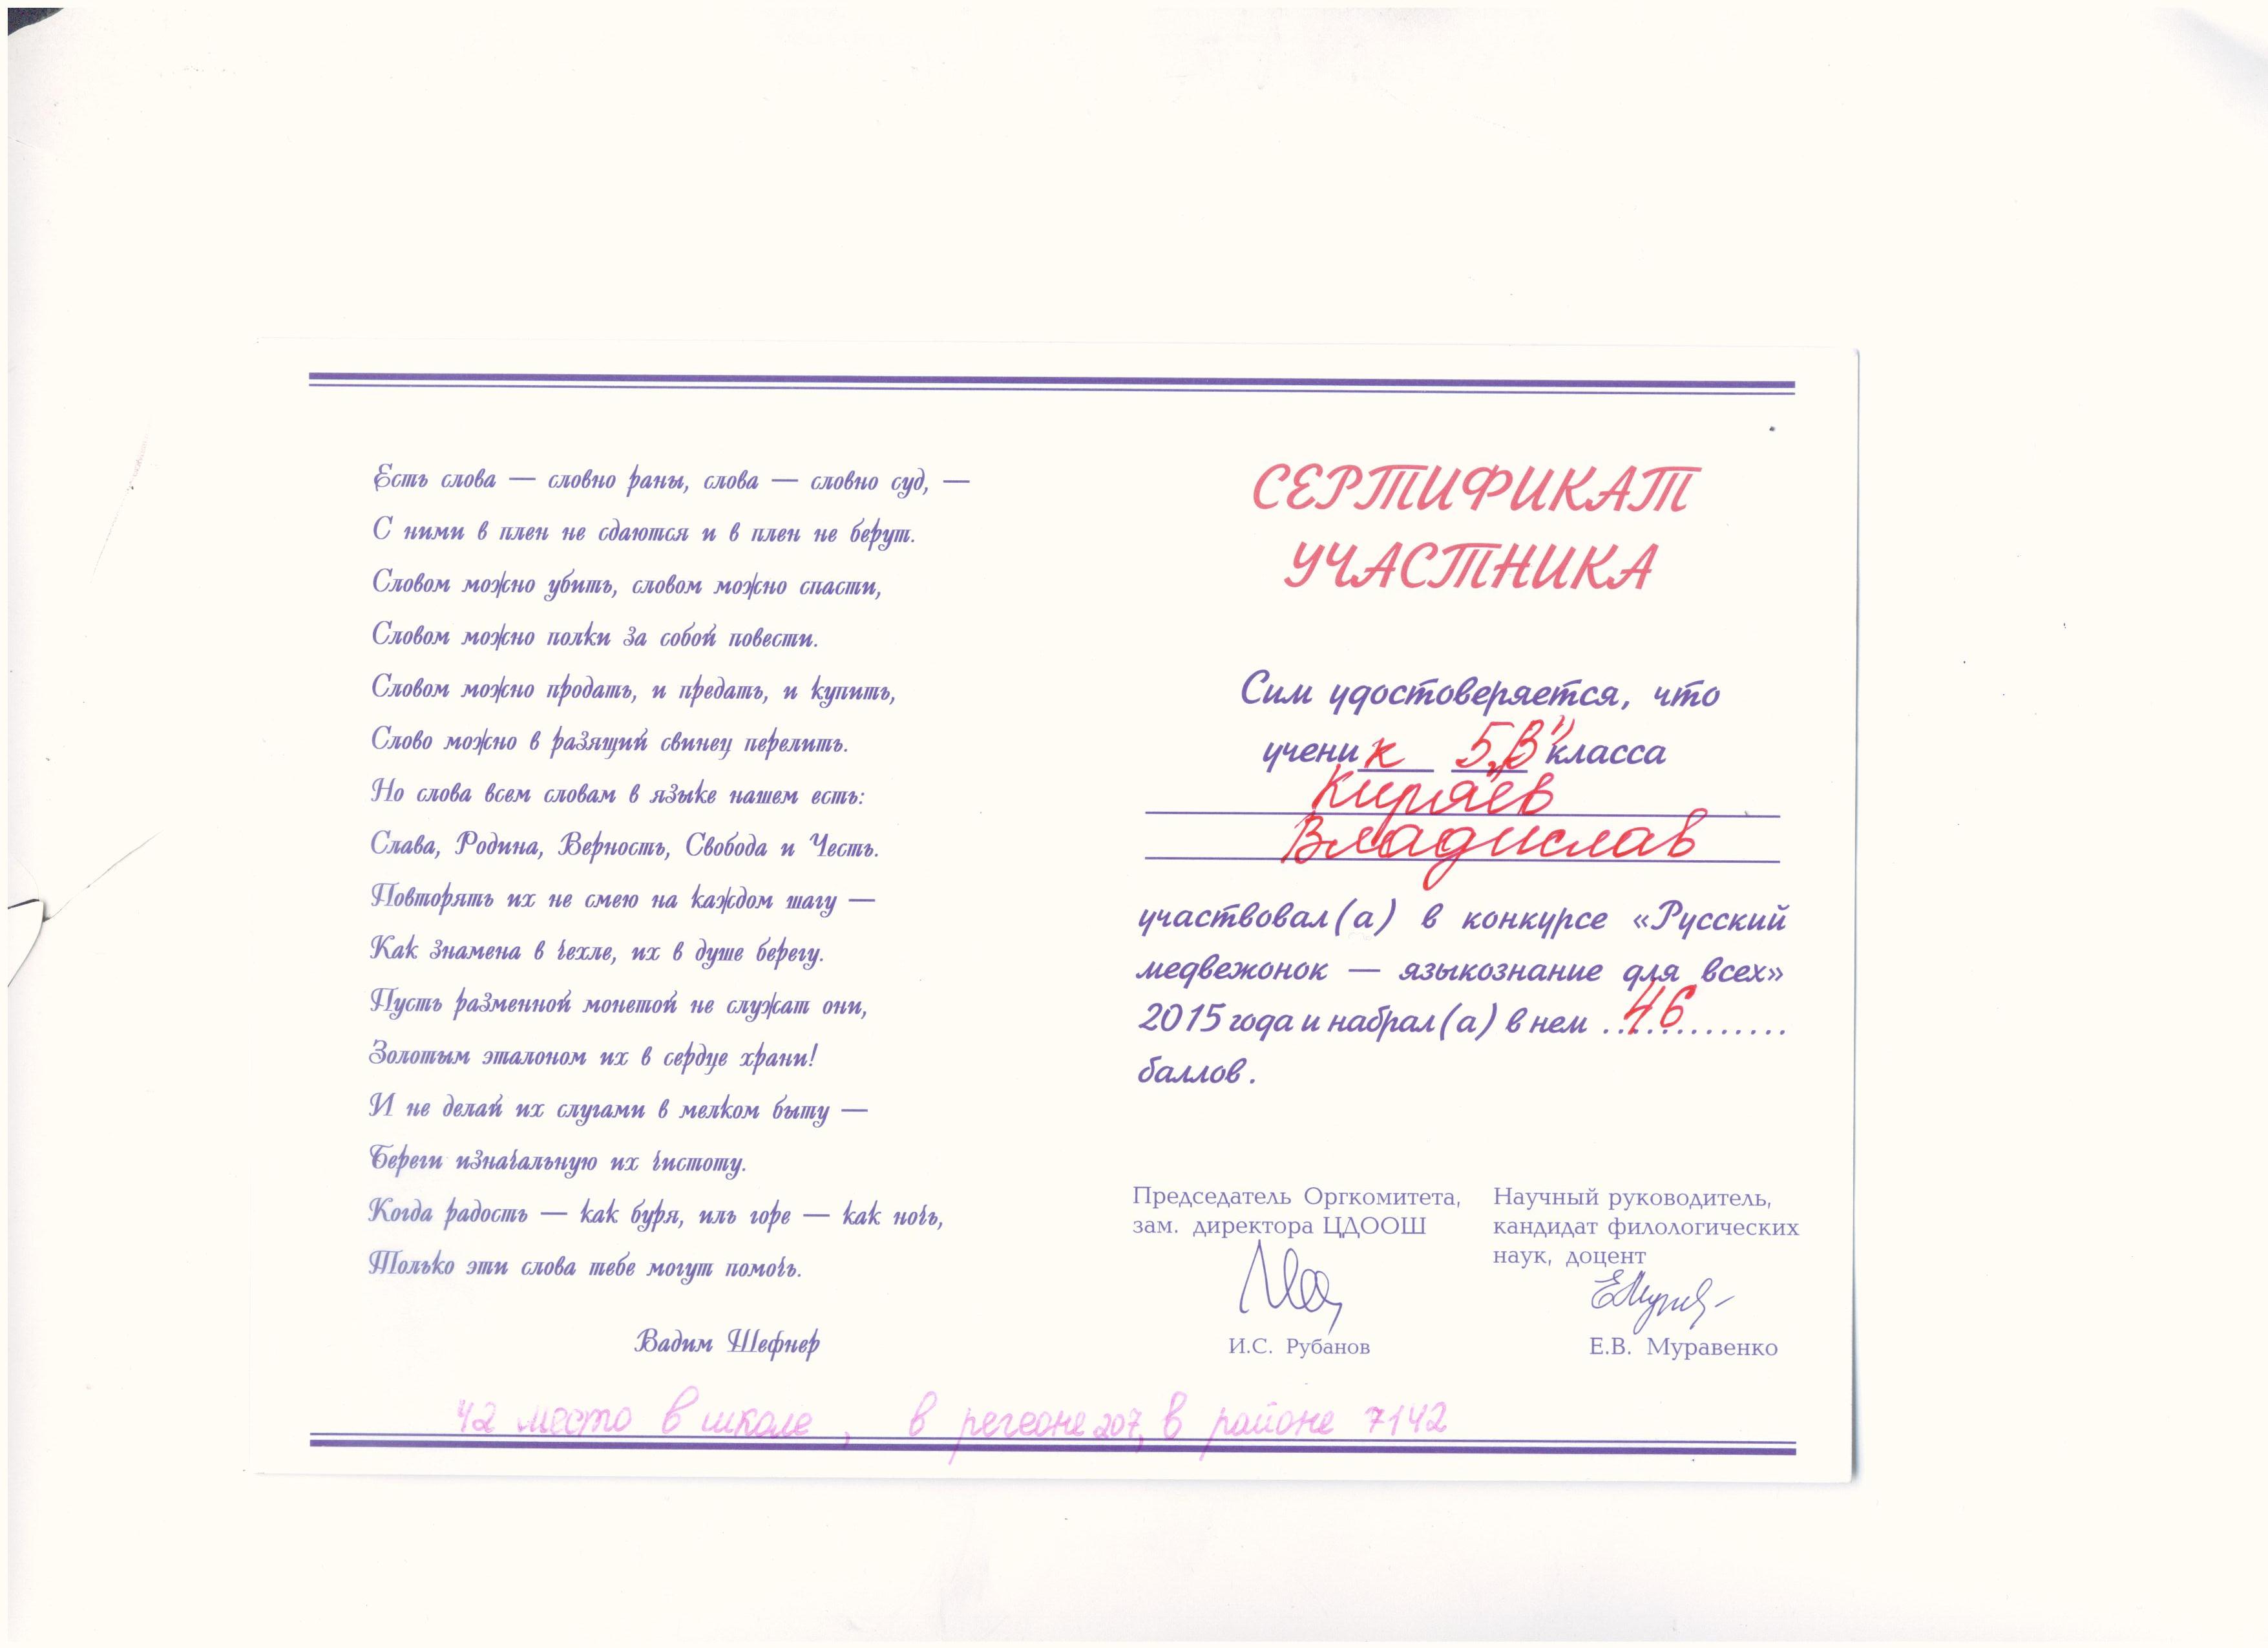 Есть слова — словно раны, слова — словно суд, —
С ними в плен не сдаются и в плен не берут.
Словом можно убить, словом можно спасти,
Словом можно полки за собой повести.
Словом можно продать, и предать, и купить,
Слово можно в разящий свинец перелить.
Но слова всем словам в языке нашем есть:
Слава, Родина, Верность, Свобода и Честь.
Повторять их не смею на каждом шагу —
Как знамена в чехле, их в душе берегу.
Пусть разменной монетой не служат они,
Золотым эталоном их в сердце храни!
И не делай их слугами в мелком быту —
Береги изначальную их чистоту.
Когда радость — как буря, иль горе — как ночь,
Только эти слова тебе могут помочь.
Вадим Шефнер
СЕРТИФИКАТ
УЧАСТНИКА
Сим удостоверяется, что
ученик 5„В" класса
Киряев
Владислав
участвовал(а) в конкурсе «Русский
медвежонок — языкознание для всех»
2015 года и набрал(а) в нем 46
баллов.
Председатель Оргкомитета,
зам. директора ЦДООШ
И.С. Рубанов
Научный руководитель,
кандидат филологических
наук, доцент
Е.В. Муравенко
42 место в школе, в регеоне 207, в районе 7142